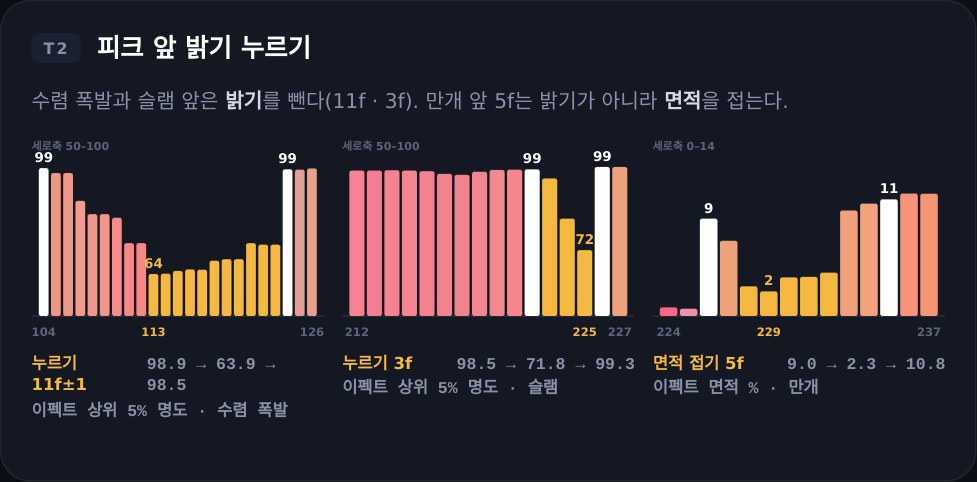 T2 피크 앞 밝기 누르기
수렴 폭발과 슬램 앞은 밝기를 뺀다(11f · 3f). 만개 앞 5f는 밝기가 아니라 면적을 접는다.
세로축 50–100
99
64
99
104 113 126
누르기 11f±1
98.9 → 63.9 → 98.5
이펙트 상위 5% 명도 · 수렴 폭발
세로축 50–100
99
72
99
212 225 227
누르기 3f 98.5 → 71.8 → 99.3
이펙트 상위 5% 명도 · 슬램
세로축 0–14
9
2
11
224 229 237
면적 접기 5f 9.0 → 2.3 → 10.8
이펙트 면적 % · 만개